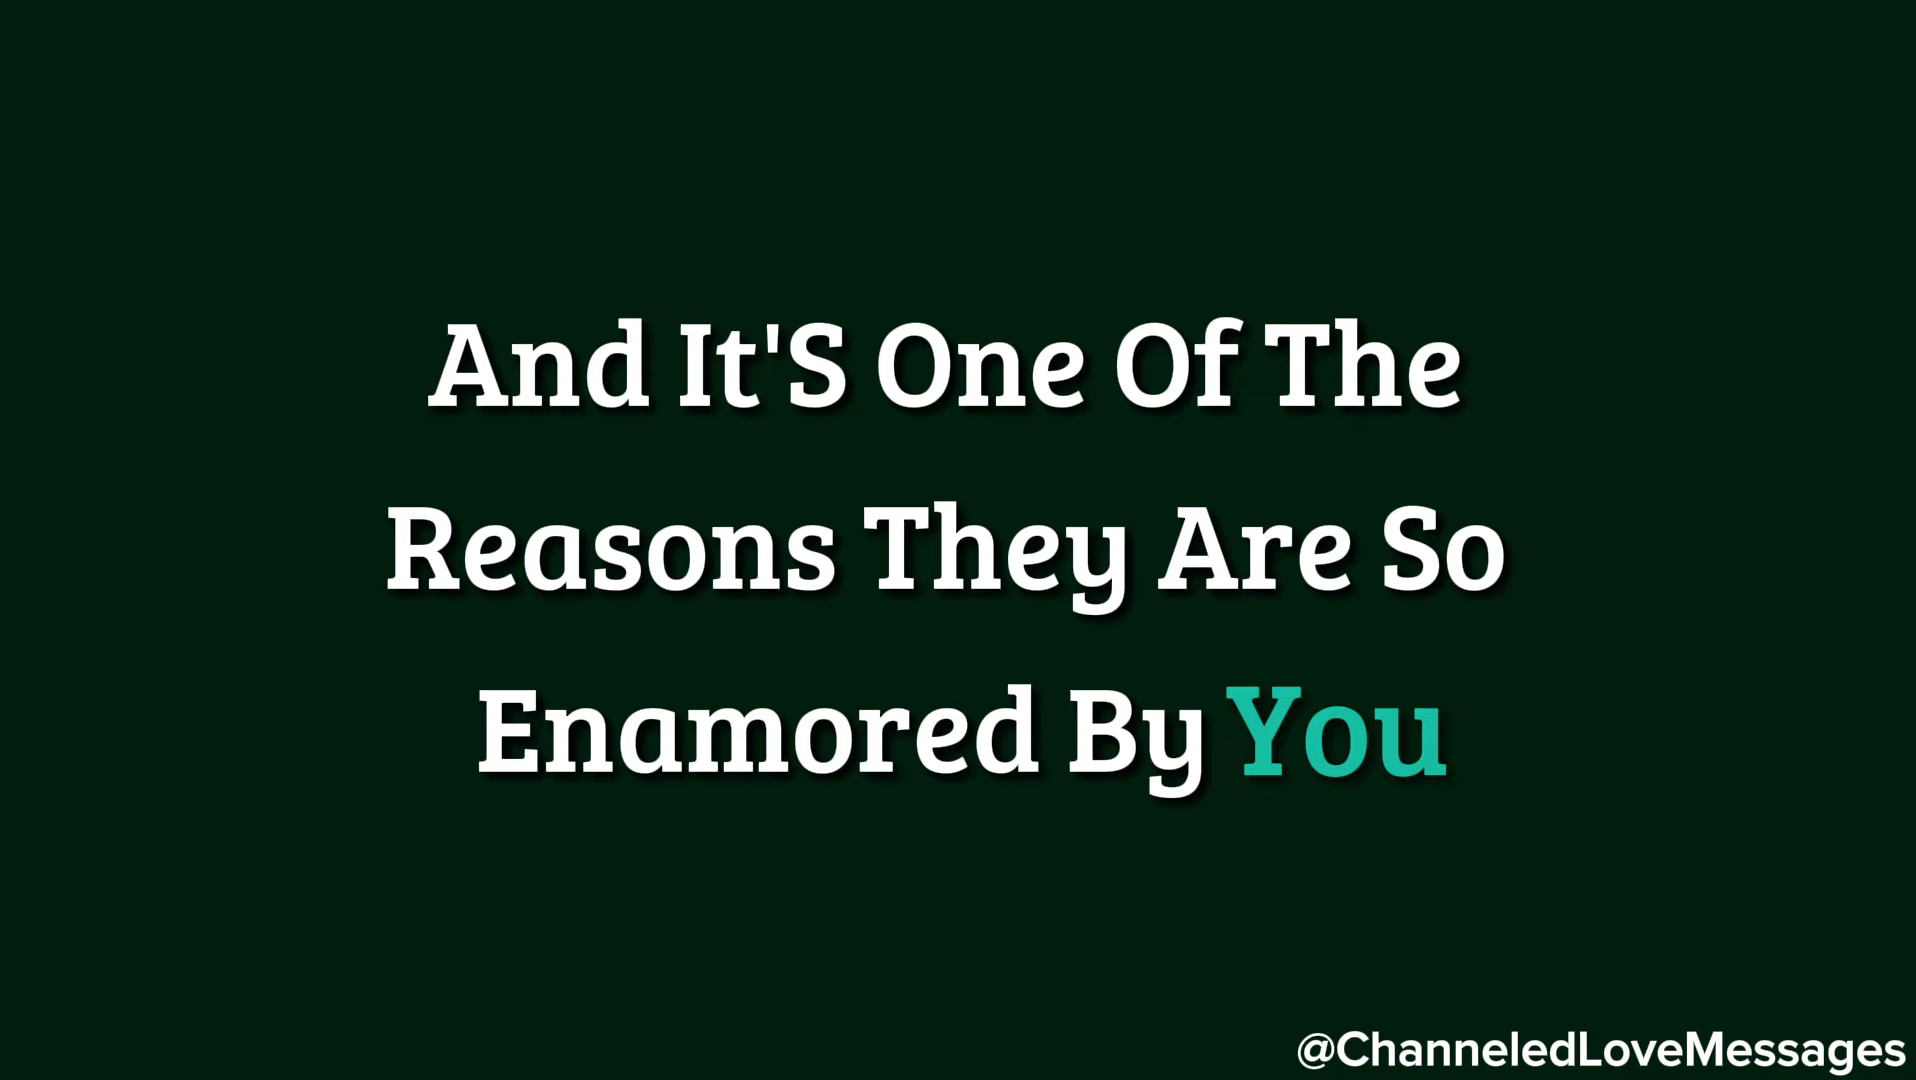 And It'S One Of The
Reasons They Are So
Enamored By You
@ChanneledLoveMessages